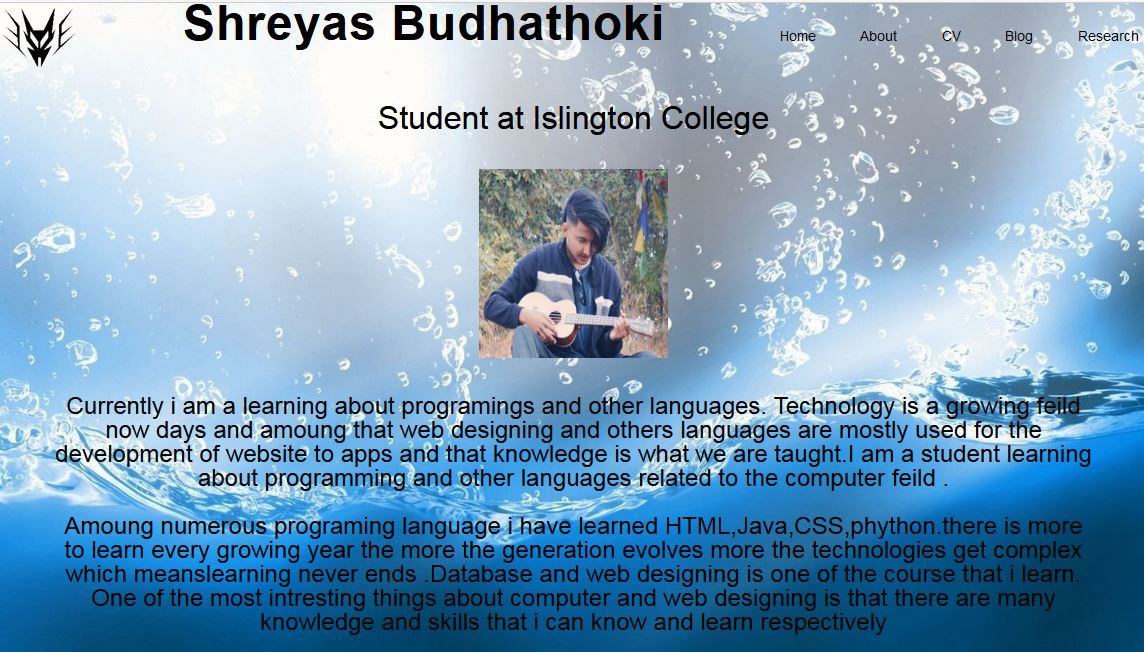 Shreyas Budhathoki
Home About CV Blog Research
Student at Islington College
Currently i am a learning about programings and other languages. Technology is a growing feild
now days and amoung that web designing and others languages are mostly used for the
development of website to apps and that knowledge is what we are taught.I am a student learning
about programming and other languages related to the computer feild .
Amoung numerous programing language i have learned HTML,Java,CSS,phython.there is more
to learn every growing year the more the generation evolves more the technologies get complex
which meanslearning never ends .Database and web designing is one of the course that i learn.
One of the most intresting things about computer and web designing is that there are many
knowledge and skills that i can know and learn respectively